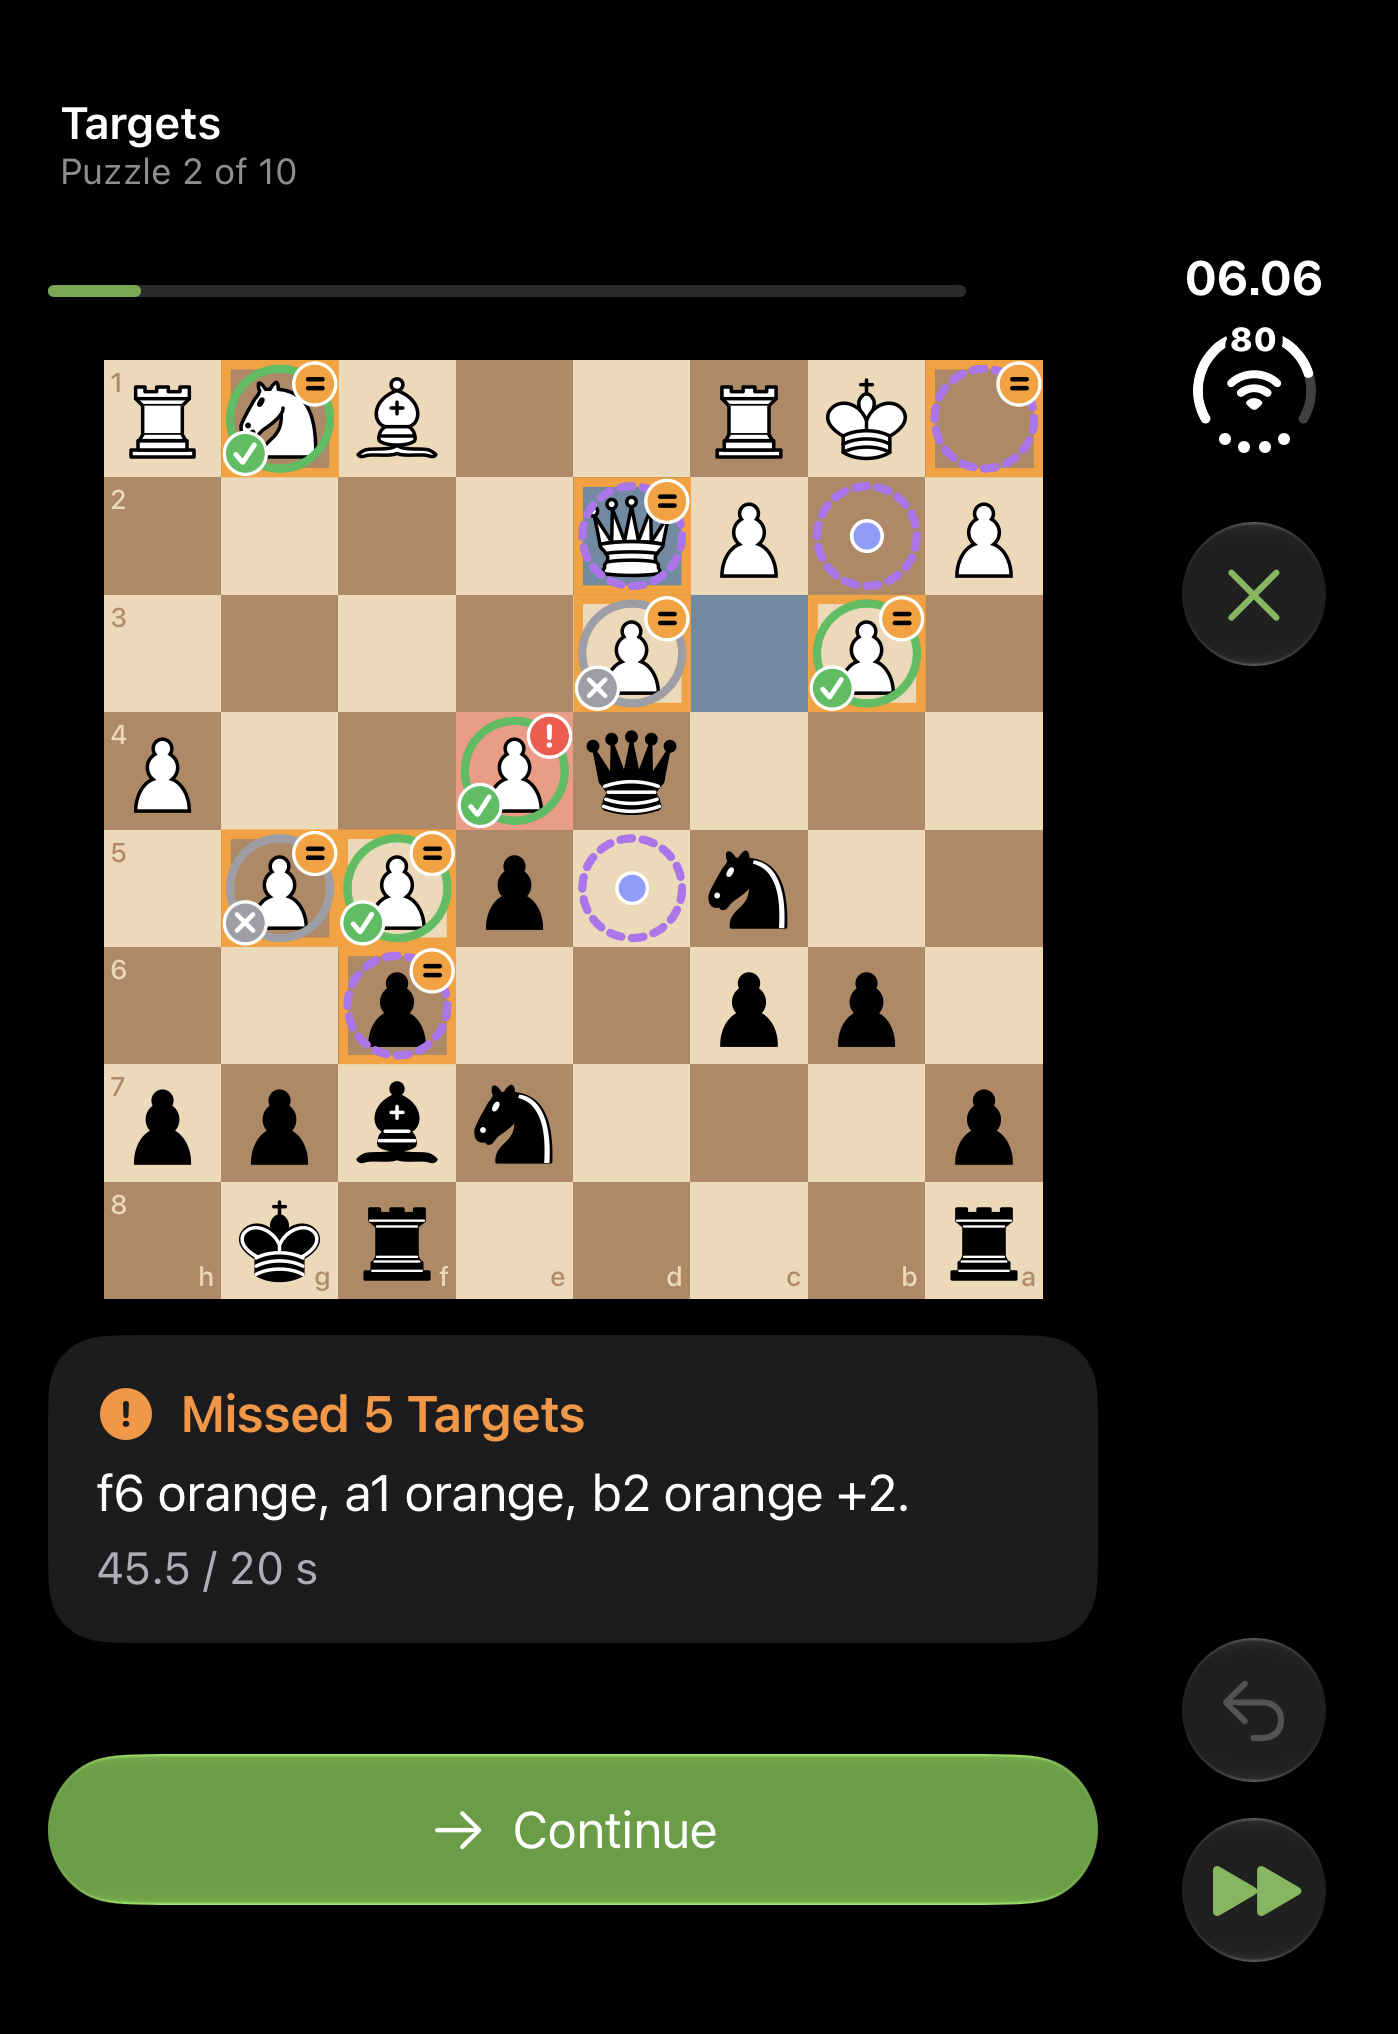 Targets
Puzzle 2 of 10
06.06
80
1
2
3
4
5
6
7
8
h g f e d c b a
Missed 5 Targets
f6 orange, a1 orange, b2 orange +2.
45.5 / 20 s
Continue